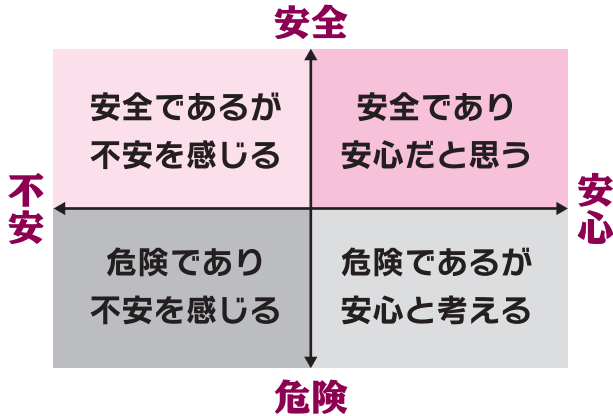 安全
安全であるが
不安を感じる
安全であり
安心だと思う
不安
安心
危険であり
不安を感じる
危険であるが
安心と考える
危険